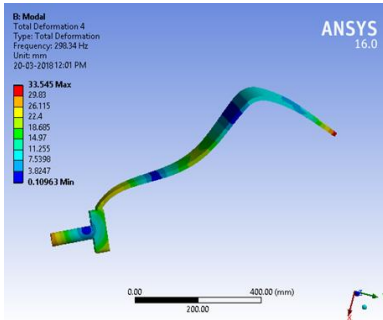 B: Modal
Total Deformation 4
Type: Total Deformation
Frequency: 298.34 Hz
Unit: mm
20-03-2018 12:01 PM
33.545 Max
29.83
26.115
22.4
18.685
14.97
11.255
7.5398
3.8247
0.10963 Min
ANSYS
16.0
0.00
400.00 (mm)
200.00